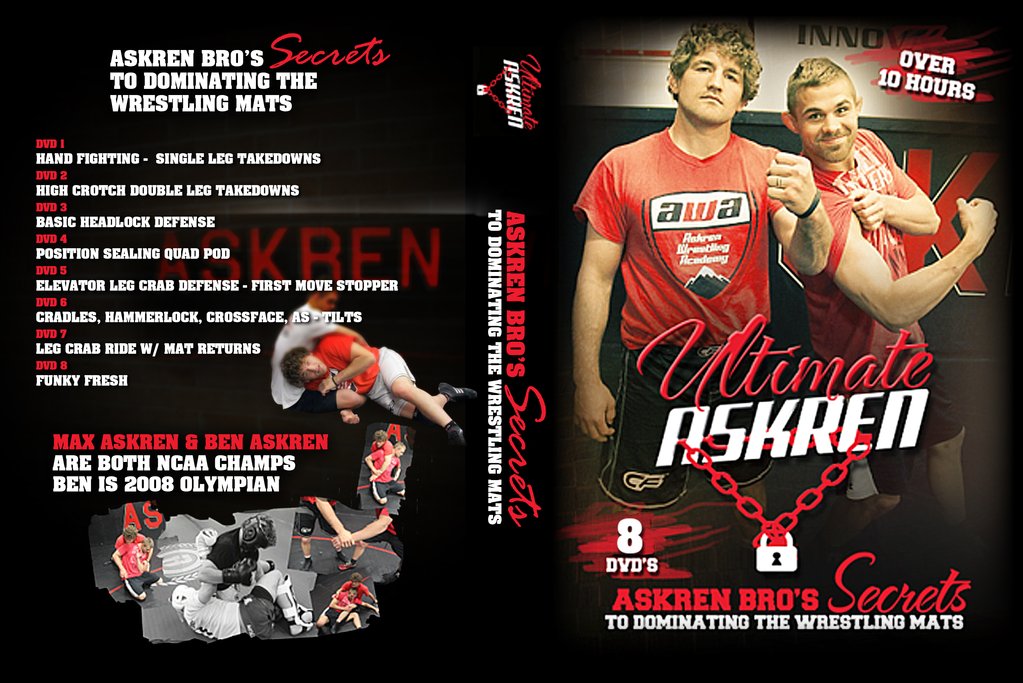 ASKREN BRO'S Secrets
TO DOMINATING THE
WRESTLING MATS
DVD 1
HAND FIGHTING - SINGLE LEG TAKEDOWNS
DVD 2
HIGH CROTCH DOUBLE LEG TAKEDOWNS
DVD 3
BASIC HEADLOCK DEFENSE
DVD 4
POSITION SEALING QUAD POD
DVD 5
ELEVATOR LEG CRAB DEFENSE - FIRST MOVE STOPPER
DVD 6
CRADLES, HAMMERLOCK, CROSSFACE, AS - TILTS
DVD 7
LEG CRAB RIDE W/ MAT RETURNS
DVD 8
FUNKY FRESH
ASKREN
MAX ASKREN & BEN ASKREN
ARE BOTH NCAA CHAMPS
BEN IS 2008 OLYMPIAN
AS
Ultimate
ASKREN
ASKREN BRO'S Secrets
TO DOMINATING THE WRESTLING MATS
OVER
10 HOURS
awa
Askren
Wrestling
Academy
Ultimate
ASKREN
8
DVD'S
ASKREN BRO'S Secrets
TO DOMINATING THE WRESTLING MATS